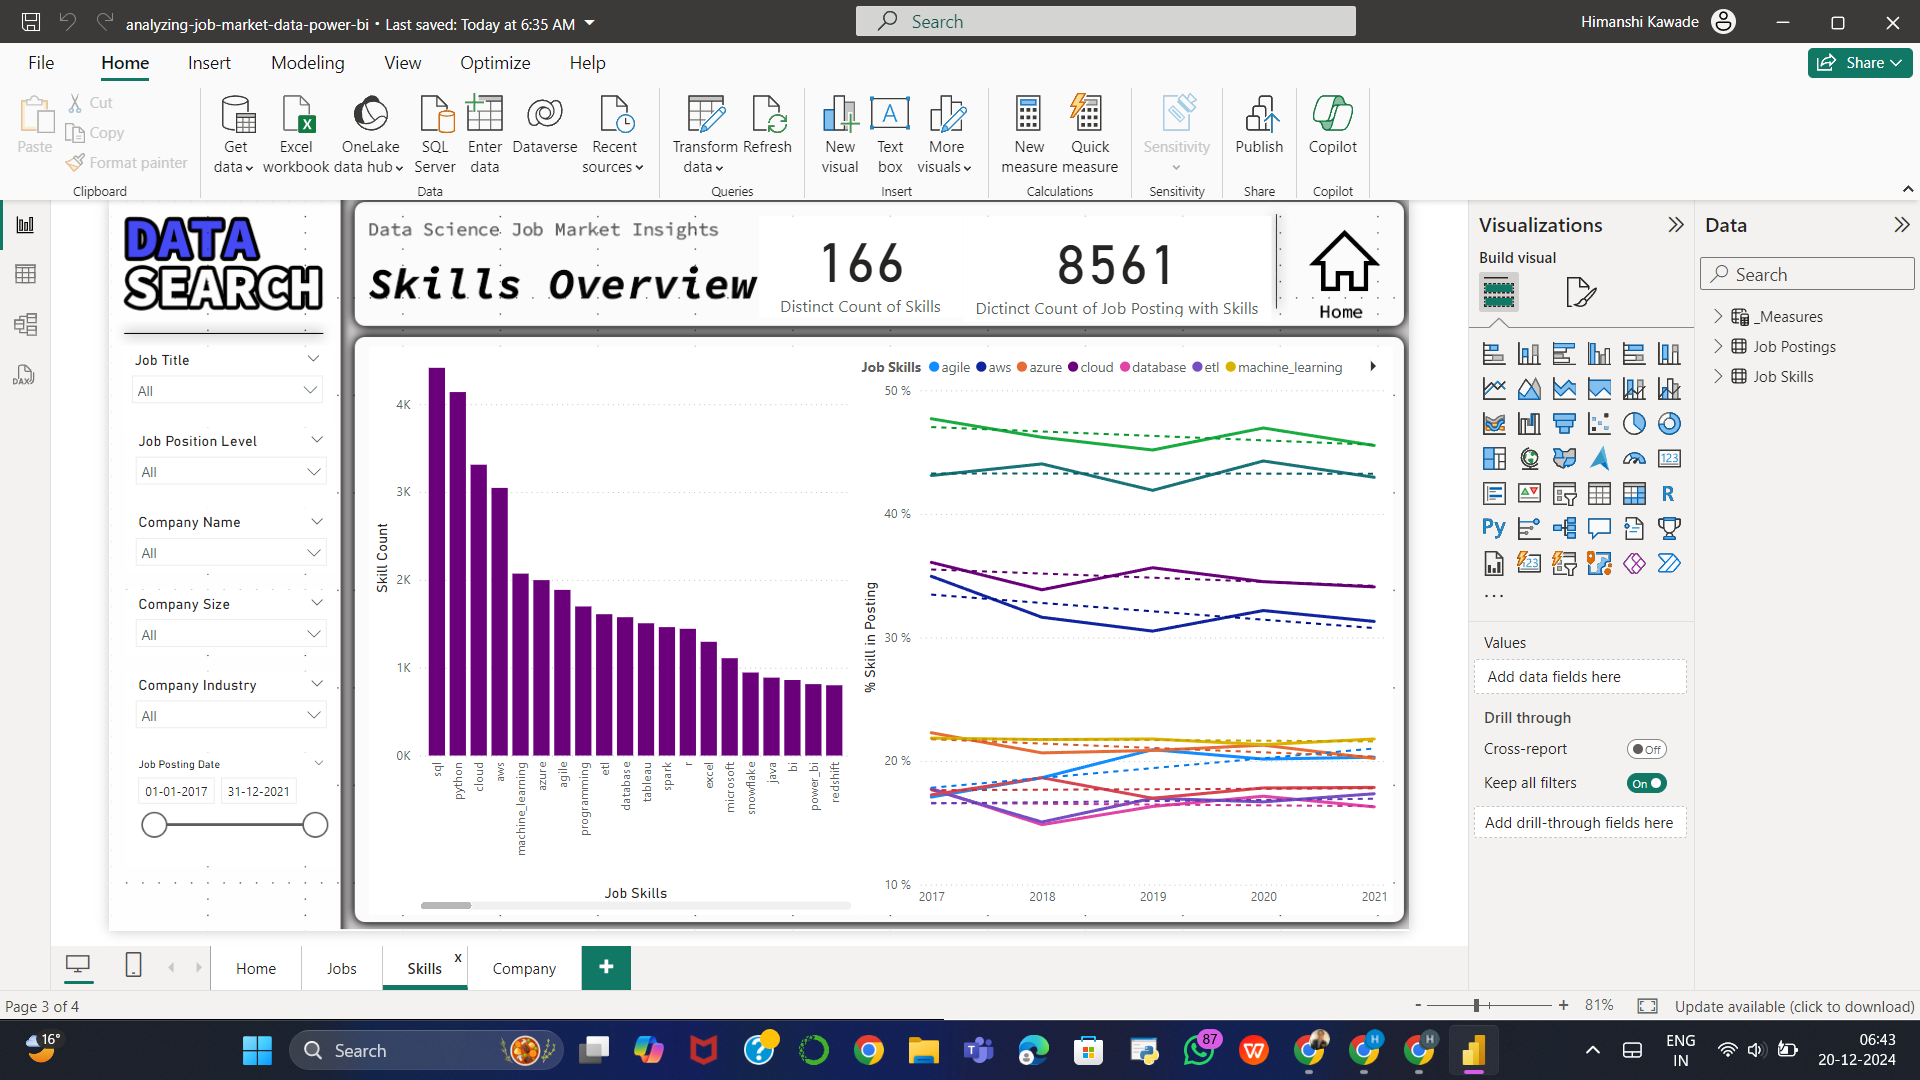 analyzing-job-market-data-power-bi • Last saved: Today at 6:35 AM
Search
Himanshi Kawade
File Home Insert Modeling View Optimize Help
Share
Paste
Cut
Copy
Format painter
Clipboard
Get data
Excel workbook
OneLake data hub
SQL Server
Enter data
Dataverse
Recent sources
Data
Transform data
Refresh
Queries
New visual
Text box
More visuals
Insert
New measure
Quick measure
Calculations
Sensitivity
Sensitivity
Publish
Share
Copilot
Copilot
DATA
SEARCH
Data Science Job Market Insights
Skills Overview
166
Distinct Count of Skills
8561
Dictinct Count of Job Posting with Skills
Home
Job Title
All
Job Position Level
All
Company Name
All
Company Size
All
Company Industry
All
Job Posting Date
01-01-2017 31-12-2021
Skill Count
4K
3K
2K
1K
0K
sql
python
cloud
aws
machine_learning
azure
agile
programming
etl
database
tableau
spark
r
excel
microsoft
snowflake
java
bi
power_bi
redshift
Job Skills
Job Skills agile aws azure cloud database etl machine_learning
% Skill in Posting
50 %
40 %
30 %
20 %
10 %
2017 2018 2019 2020 2021
Visualizations
Build visual
123
R
Py
123
...
Values
Add data fields here
Drill through
Cross-report Off
Keep all filters On
Add drill-through fields here
Data
Search
_Measures
Job Postings
Job Skills
DAX
Home Jobs Skills x Company +
Page 3 of 4
- + 81%
Update available (click to download)
16°
Search
87
H
H
ENG
IN
06:43
20-12-2024